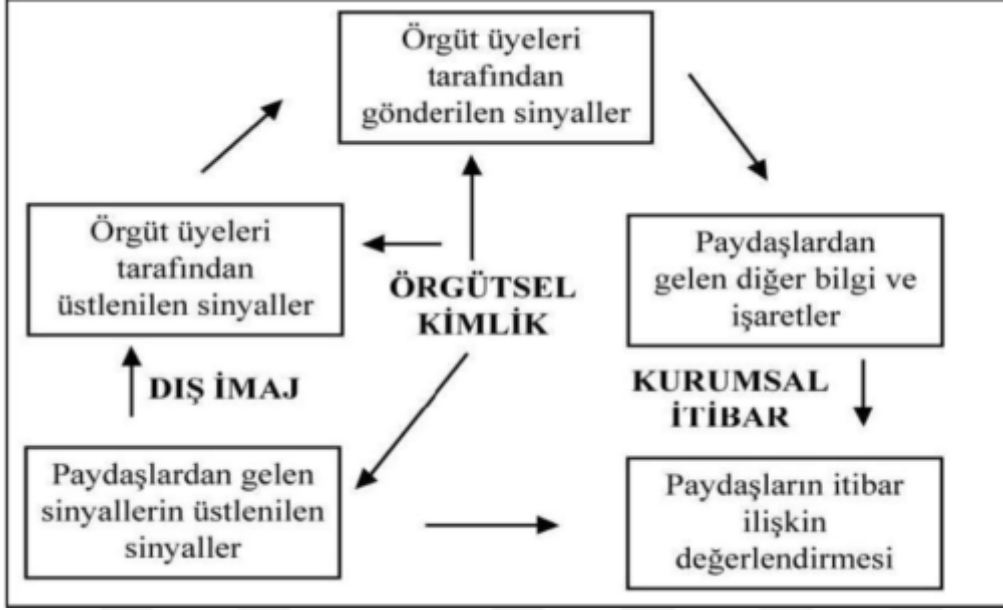 Örgüt üyeleri
tarafından
gönderilen sinyaller
Örgüt üyeleri
tarafından
üstlenilen sinyaller
ÖRGÜTSEL
KİMLİK
Paydaşlardan
gelen diğer bilgi ve
işaretler
DIŞ İMAJ
KURUMSAL
İTİBAR
Paydaşlardan gelen
sinyallerin üstlenilen
sinyaller
Paydaşların itibar
ilişkin
değerlendirmesi